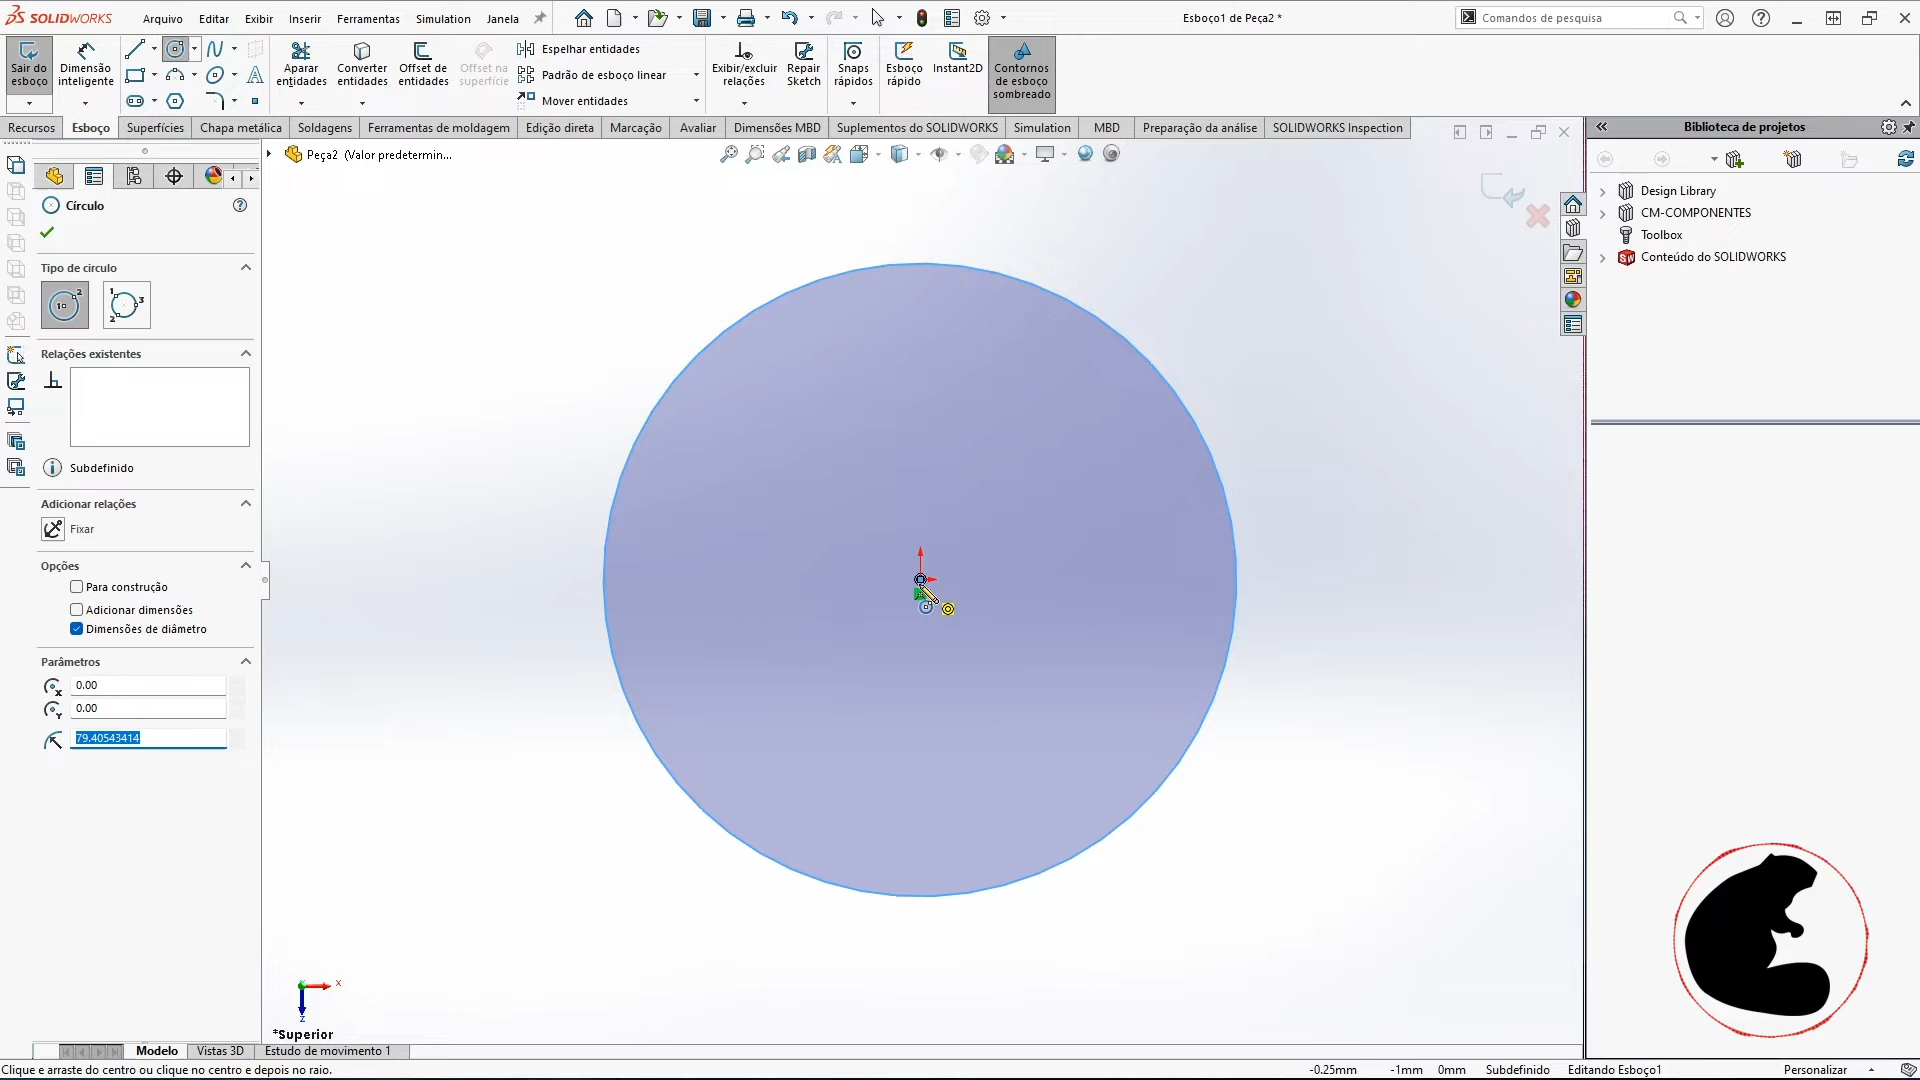 SOLIDWORKS
Arquivo Editar Exibir Inserir Ferramentas Simulation Janela
Esboço1 de Peça2 *
Comandos de pesquisa
Sair do esboço
Dimensão inteligente
Aparar entidades
Converter entidades
Offset de entidades
Offset na superfície
Espelhar entidades
Padrão de esboço linear
Mover entidades
Exibir/excluir relações
Repair Sketch
Snaps rápidos
Esboço rápido
Instant2D
Contornos de esboço sombreado
Recursos Esboço Superfícies Chapa metálica Soldagens Ferramentas de moldagem Edição direta Marcação Avaliar Dimensões MBD Suplementos do SOLIDWORKS Simulation MBD Preparação da análise SOLIDWORKS Inspection
Biblioteca de projetos
Peça2 (Valor predetermin...
Design Library
CM-COMPONENTES
Toolbox
Conteúdo do SOLIDWORKS
Círculo
Tipo de círculo
Relações existentes
Subdefinido
Adicionar relações
Fixar
Opções
Para construção
Adicionar dimensões
Dimensões de diâmetro
Parâmetros
0.00
0.00
79.40543414
X
Z
*Superior
Modelo Vistas 3D Estudo de movimento 1
Clique e arraste do centro ou clique no centro e depois no raio.
-0.25mm -1mm 0mm Subdefinido Editando Esboço1 Personalizar